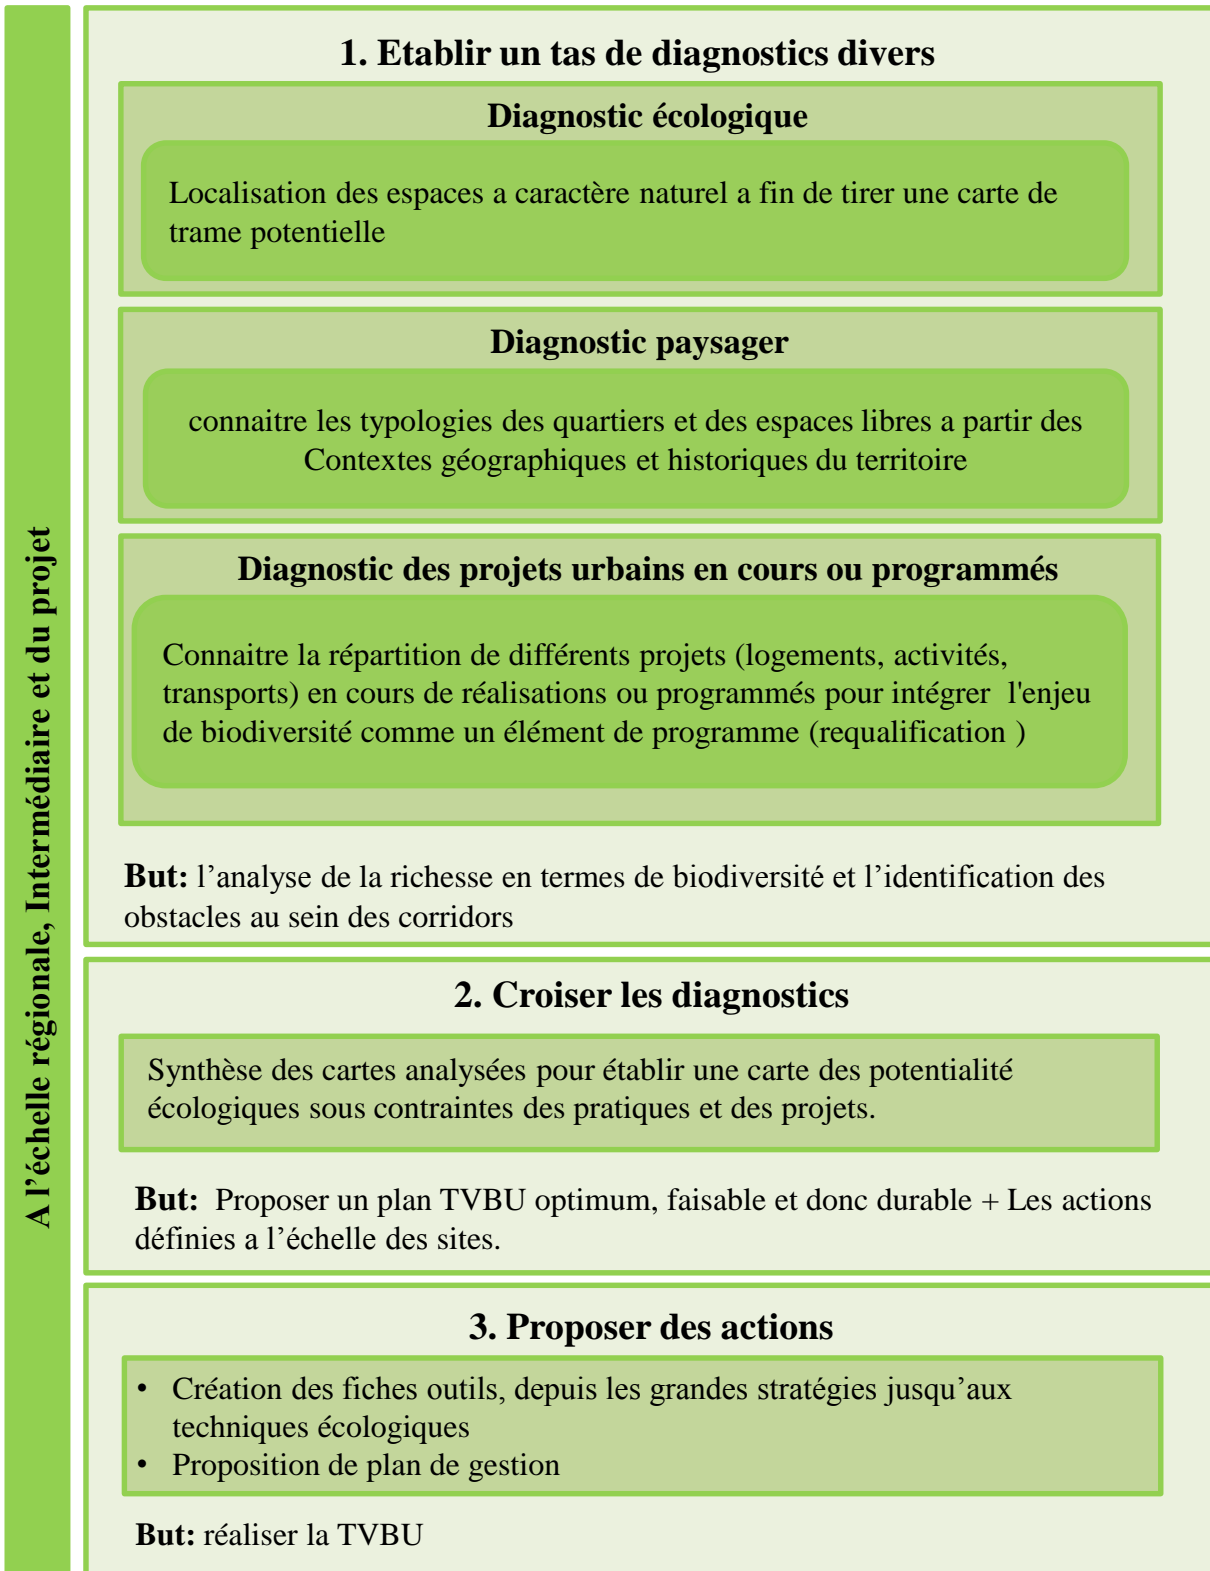 A l’échelle régionale, Intermédiaire et du projet
1. Etablir un tas de diagnostics divers
Diagnostic écologique
Localisation des espaces a caractère naturel a fin de tirer une carte de
trame potentielle
Diagnostic paysager
connaitre les typologies des quartiers et des espaces libres a partir des
Contextes géographiques et historiques du territoire
Diagnostic des projets urbains en cours ou programmés
Connaitre la répartition de différents projets (logements, activités,
transports) en cours de réalisations ou programmés pour intégrer l'enjeu
de biodiversité comme un élément de programme (requalification )
But: l’analyse de la richesse en termes de biodiversité et l’identification des
obstacles au sein des corridors
2. Croiser les diagnostics
Synthèse des cartes analysées pour établir une carte des potentialité
écologiques sous contraintes des pratiques et des projets.
But: Proposer un plan TVBU optimum, faisable et donc durable + Les actions
définies a l’échelle des sites.
3. Proposer des actions
• Création des fiches outils, depuis les grandes stratégies jusqu’aux
techniques écologiques
• Proposition de plan de gestion
But: réaliser la TVBU